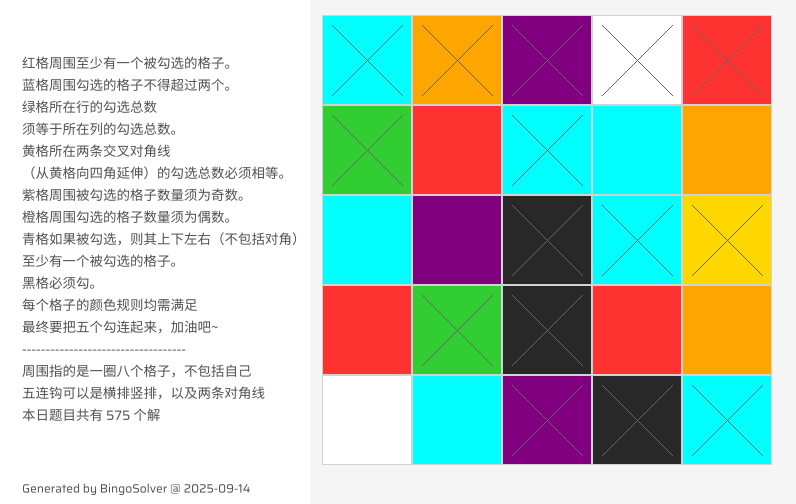 红格周围至少有一个被勾选的格子。
蓝格周围勾选的格子不得超过两个。
绿格所在行的勾选总数
须等于所在列的勾选总数。
黄格所在两条交叉对角线
（从黄格向四角延伸）的勾选总数必须相等。
紫格周围被勾选的格子数量须为奇数。
橙格周围勾选的格子数量须为偶数。
青格如果被勾选，则其上下左右（不包括对角）
至少有一个被勾选的格子。
黑格必须勾。
每个格子的颜色规则均需满足
最终要把五个勾连起来，加油吧~
-----------------------------------
周围指的是一圈八个格子，不包括自己
五连钩可以是横排竖排，以及两条对角线
本日题目共有 575 个解
Generated by BingoSolver @ 2025-09-14